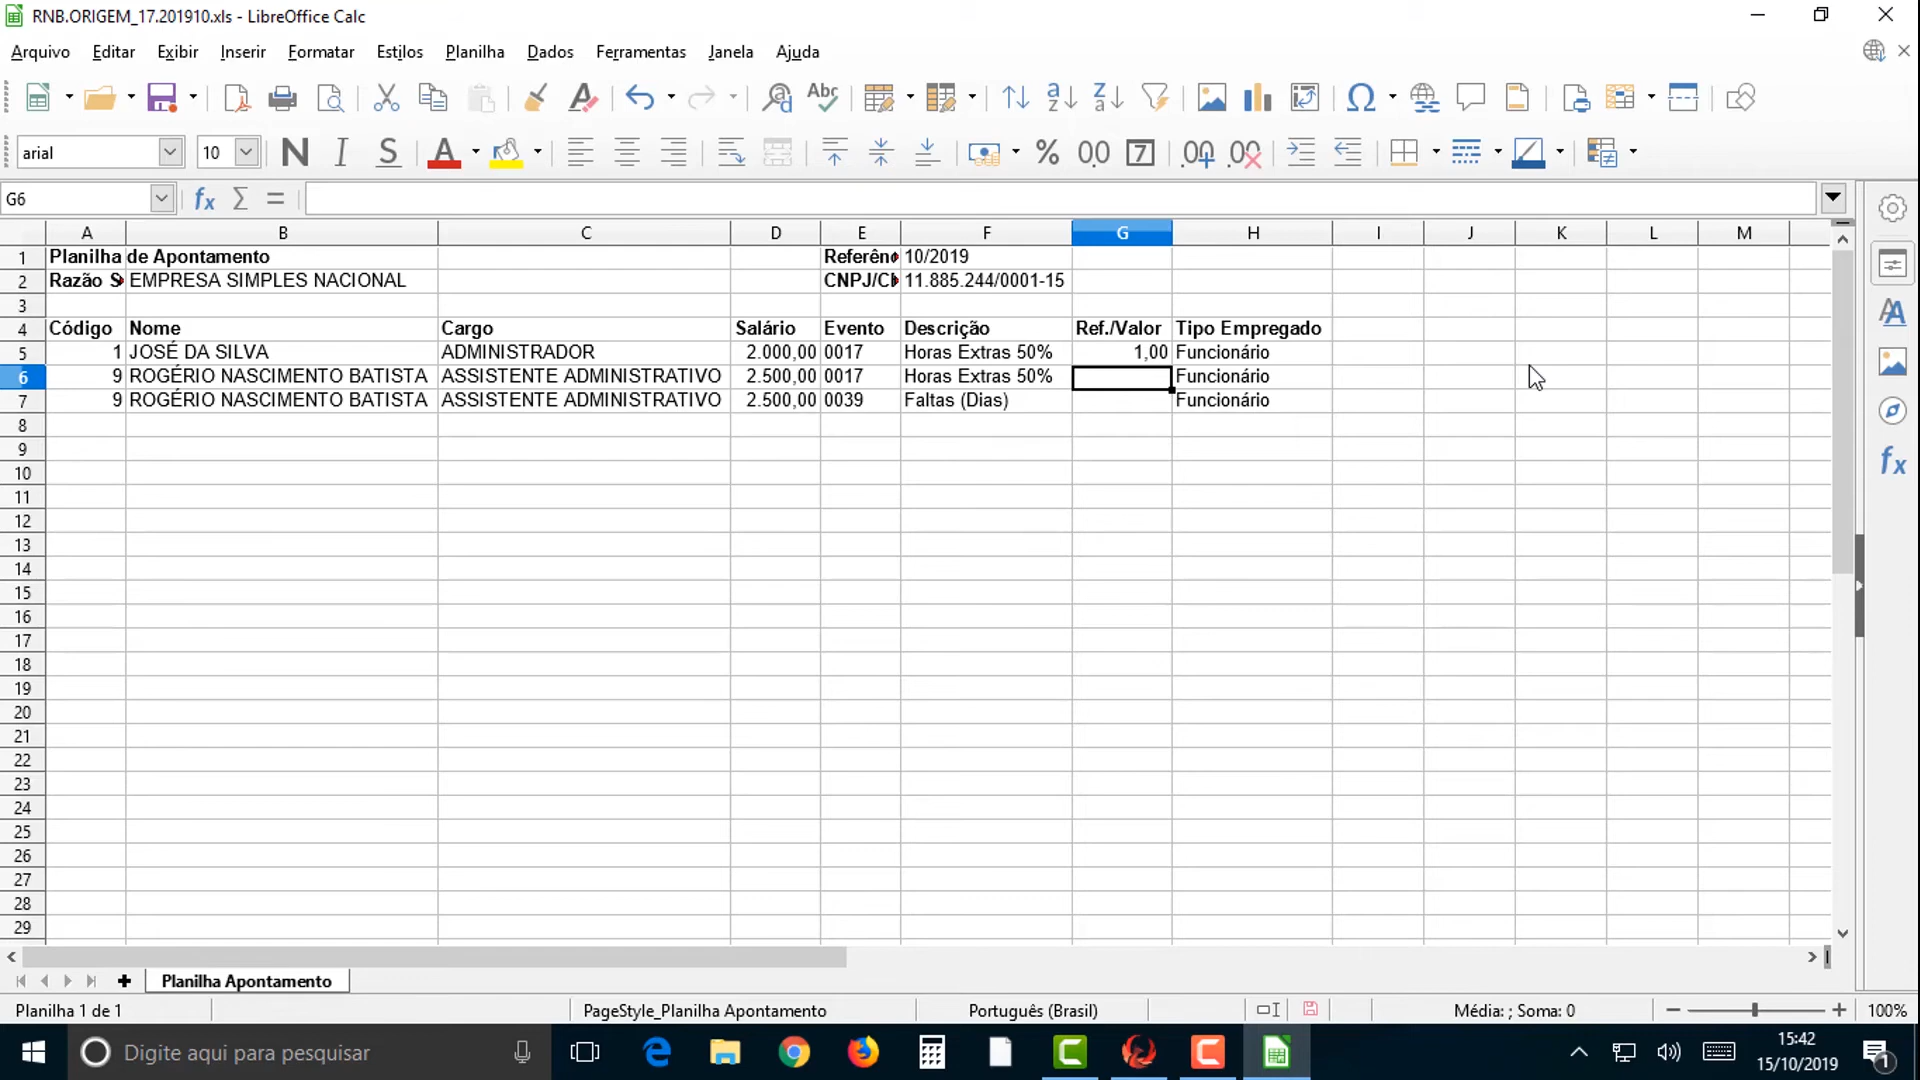 RNB.ORIGEM_17.201910.xls - LibreOffice Calc
Arquivo Editar Exibir Inserir Formatar Estilos Planilha Dados Ferramentas Janela Ajuda
arial 10 N I S A
G6
A B C D E F G H I J K L M
1 Planilha de Apontamento Referên 10/2019
2 Razão S EMPRESA SIMPLES NACIONAL CNPJ/CI 11.885.244/0001-15
3
4 Código Nome Cargo Salário Evento Descrição Ref./Valor Tipo Empregado
5 1 JOSÉ DA SILVA ADMINISTRADOR 2.000,00 0017 Horas Extras 50% 1,00 Funcionário
6 9 ROGÉRIO NASCIMENTO BATISTA ASSISTENTE ADMINISTRATIVO 2.500,00 0017 Horas Extras 50% Funcionário
7 9 ROGÉRIO NASCIMENTO BATISTA ASSISTENTE ADMINISTRATIVO 2.500,00 0039 Faltas (Dias) Funcionário
8
9
10
11
12
13
14
15
16
17
18
19
20
21
22
23
24
25
26
27
28
29
Planilha Apontamento
Planilha 1 de 1 PageStyle_Planilha Apontamento Português (Brasil) Média: ; Soma: 0 100%
Digite aqui para pesquisar
15:42
15/10/2019
1